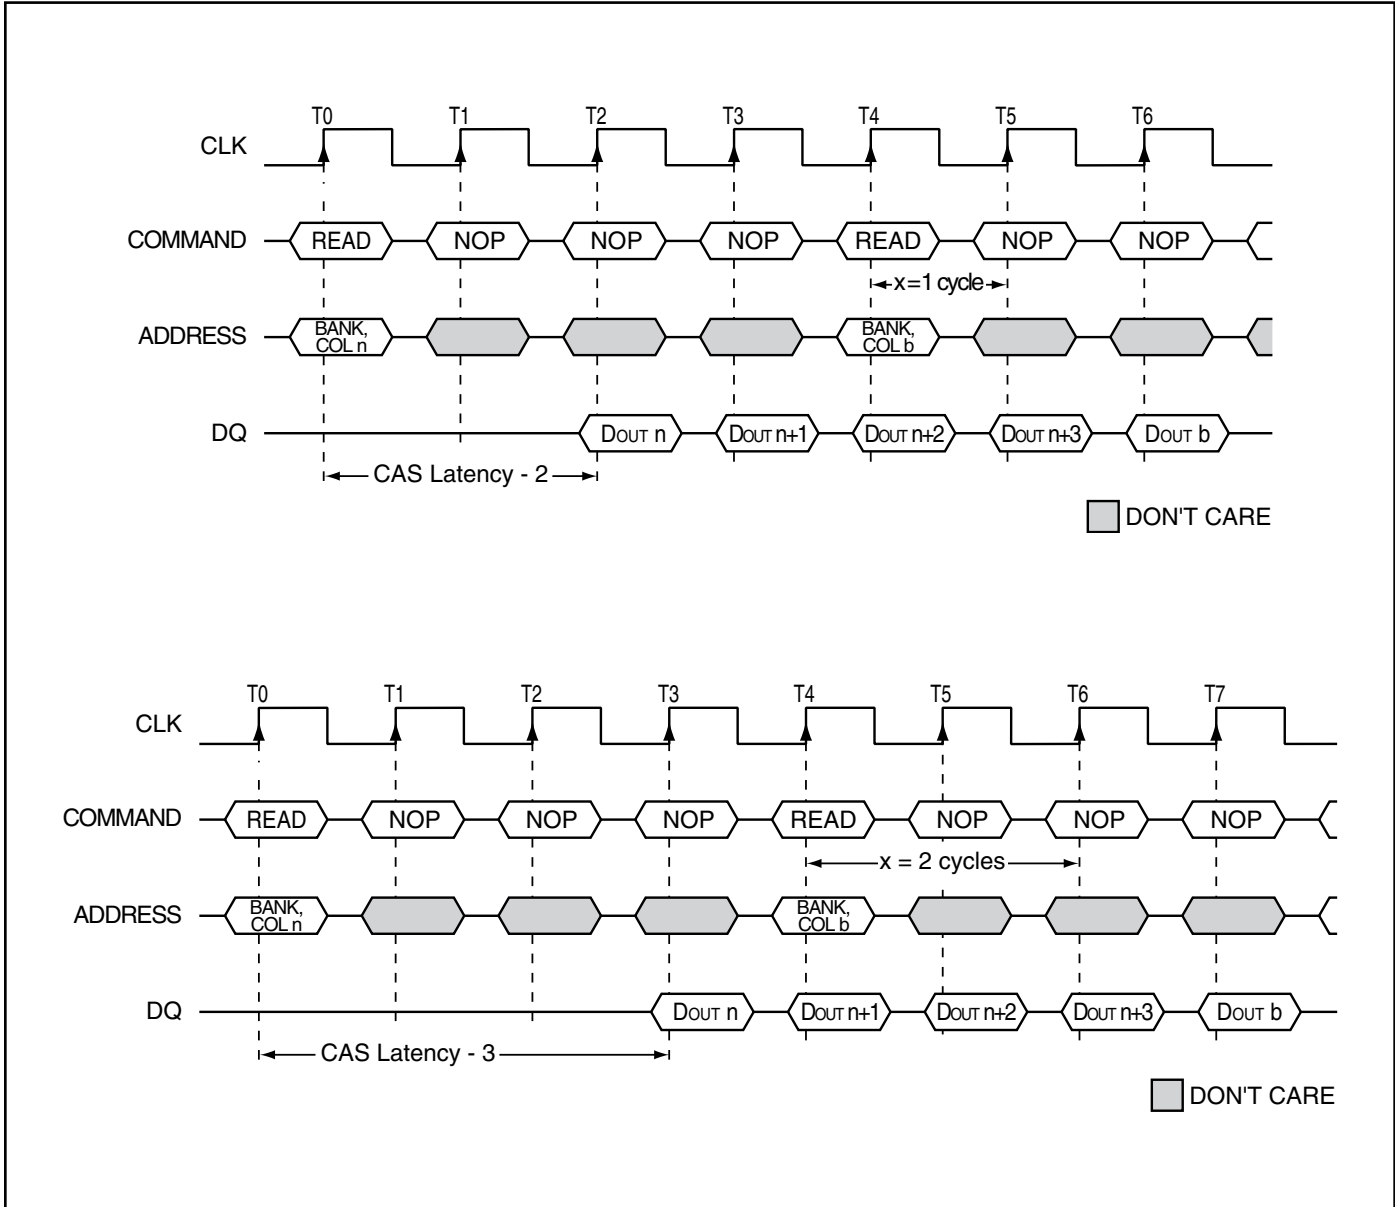 T0 T1 T2 T3 T4 T5 T6
CLK
COMMAND READ NOP NOP NOP READ NOP NOP
x=1 cycle
ADDRESS BANK, COL n BANK, COL b
DQ DOUT n DOUT n+1 DOUT n+2 DOUT n+3 DOUT b
CAS Latency - 2
DON'T CARE
T0 T1 T2 T3 T4 T5 T6 T7
CLK
COMMAND READ NOP NOP NOP READ NOP NOP NOP
x = 2 cycles
ADDRESS BANK, COL n BANK, COL b
DQ DOUT n DOUT n+1 DOUT n+2 DOUT n+3 DOUT b
CAS Latency - 3
DON'T CARE